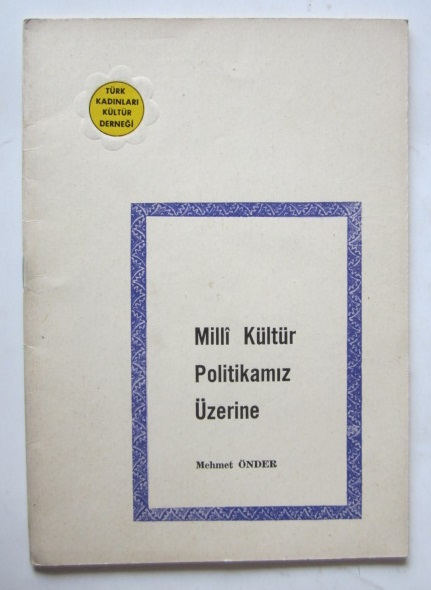 TÜRK
KADINLARI
KÜLTÜR
DERNEĞİ
Millî Kültür
Politikamız
Üzerine
Mehmet ÖNDER